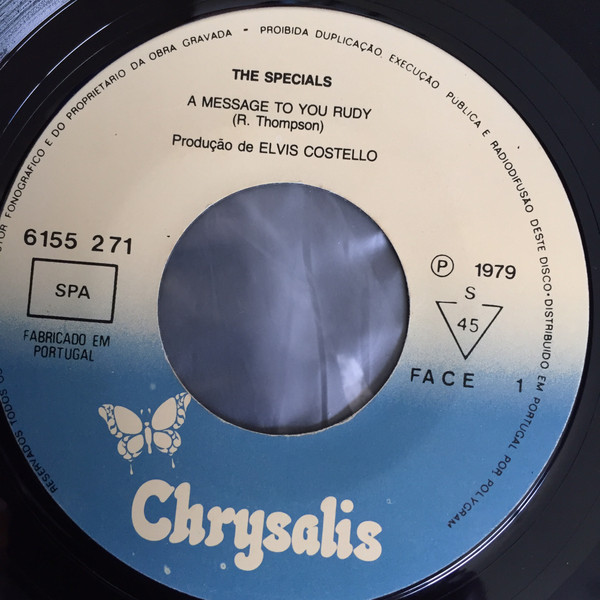 RESERVADOS TODOS OS
TOR FONOGRAFICO E DO PROPRIETARIO DA OBRA GRAVADA - PROIBIDA DUPLICAÇÃO, EXECUÇÃO PUBLICA E RADIODIFUSÃO DESTE DISCO - DISTRIBUIDO EM PORTUGAL POR POLYGRAM
THE SPECIALS
A MESSAGE TO YOU RUDY
(R. Thompson)
Produção de ELVIS COSTELLO
6155 271
SPA
FABRICADO EM
PORTUGAL
Ⓟ 1979
S
45
FACE 1
Chrysalis